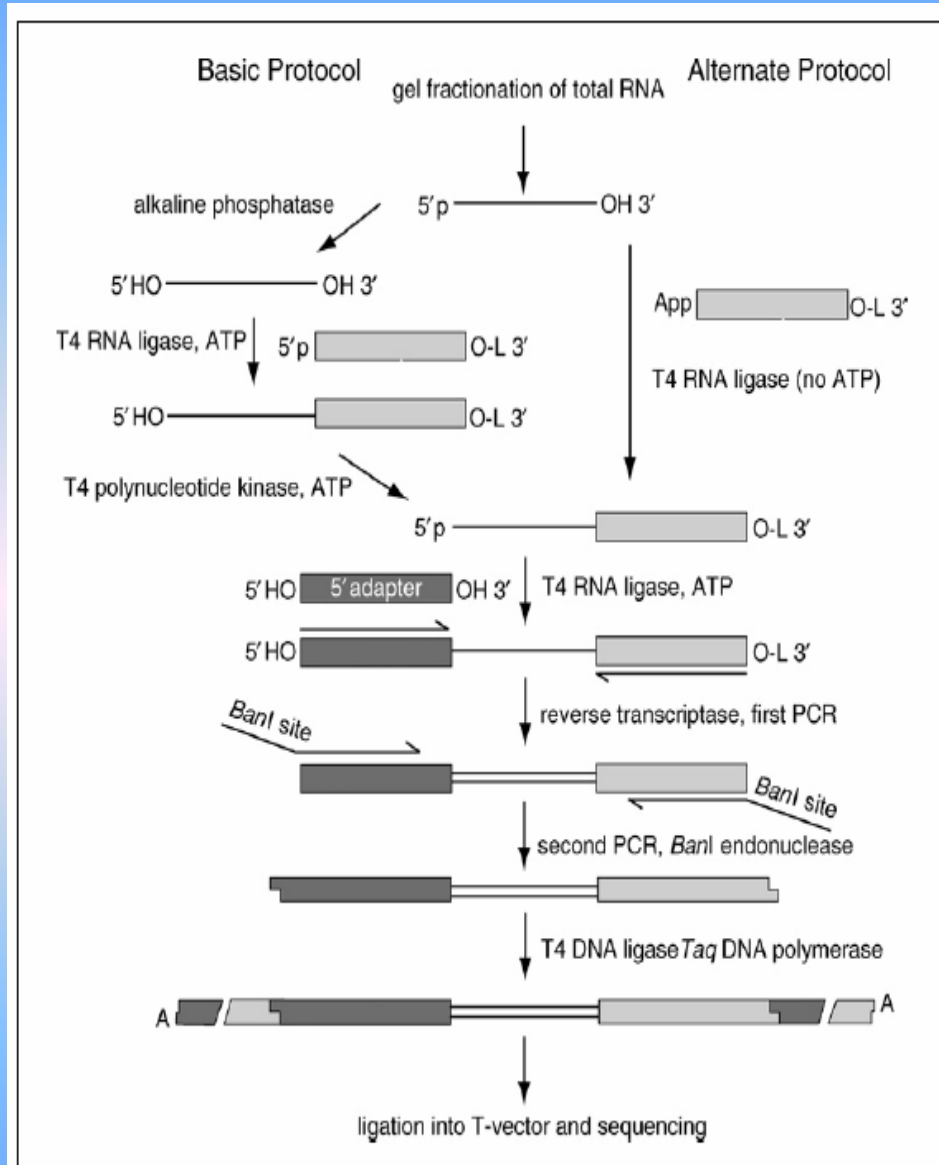 Basic Protocol
Alternate Protocol
gel fractionation of total RNA
alkaline phosphatase
5′p
OH 3′
5′HO
OH 3′
App
O-L 3′
T4 RNA ligase, ATP
5′p
O-L 3′
T4 RNA ligase (no ATP)
5′HO
O-L 3′
T4 polynucleotide kinase, ATP
5′p
O-L 3′
5′HO
5′ adapter
OH 3′
T4 RNA ligase, ATP
5′HO
O-L 3′
reverse transcriptase, first PCR
BanI site
BanI site
second PCR, BanI endonuclease
T4 DNA ligase Taq DNA polymerase
A
A
ligation into T-vector and sequencing